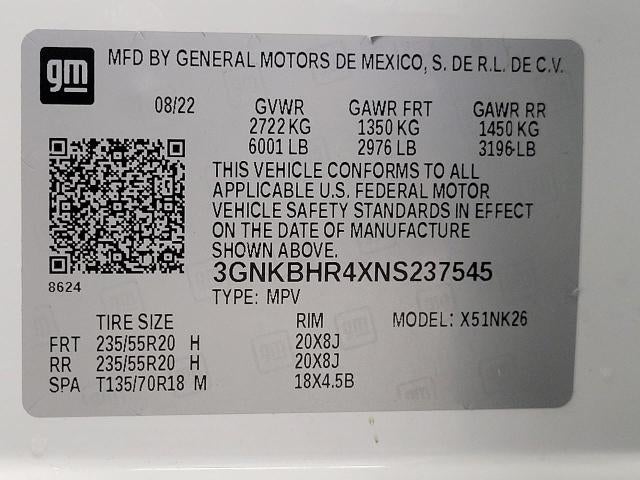 gm
MFD BY GENERAL MOTORS DE MEXICO, S. DE R.L. DE C.V.
08/22 GVWR GAWR FRT GAWR RR
2722 KG 1350 KG 1450 KG
6001 LB 2976 LB 3196 LB
THIS VEHICLE CONFORMS TO ALL
APPLICABLE U.S. FEDERAL MOTOR
VEHICLE SAFETY STANDARDS IN EFFECT
ON THE DATE OF MANUFACTURE
SHOWN ABOVE.
3GNKBHR4XNS237545
8624
TYPE: MPV
TIRE SIZE RIM MODEL: X51NK26
FRT 235/55R20 H 20X8J
RR 235/55R20 H 20X8J
SPA T135/70R18 M 18X4.5B